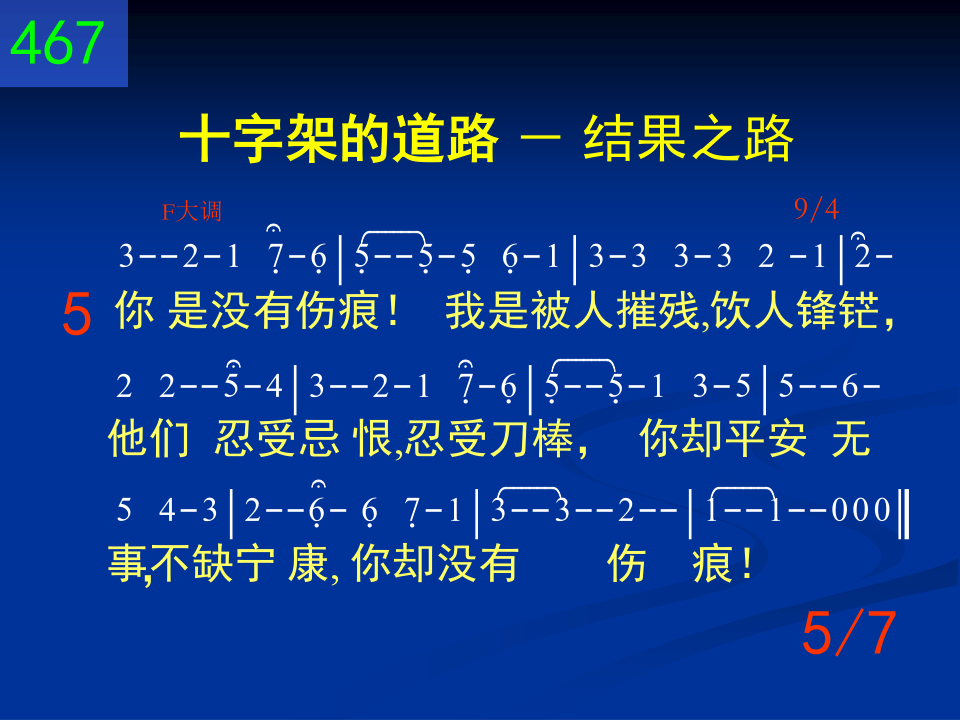 467
十字架的道路 － 结果之路
F大调 9/4
3--2-1 7-6|5--5-5 6-1|3-3 3-3 2 -1|2-
5 你 是没有伤痕！ 我是被人摧残,饮人锋铓，
2 2--5-4|3--2-1 7-6|5--5-1 3-5|5--6-
他们 忍受忌 恨,忍受刀棒， 你却平安 无
5 4-3|2--6- 6 7-1|3--3--2--|1--1--000‖
事,不缺宁 康, 你却没有 伤 痕！
5/7